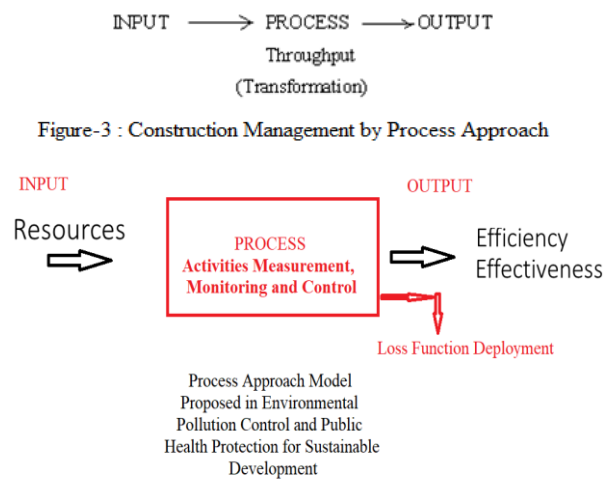 INPUT PROCESS OUTPUT
Throughput
(Transformation)
Figure-3 : Construction Management by Process Approach
INPUT
OUTPUT
Resources
PROCESS
Activities Measurement,
Monitoring and Control
Efficiency
Effectiveness
Loss Function Deployment
Process Approach Model
Proposed in Environmental
Pollution Control and Public
Health Protection for Sustainable
Development